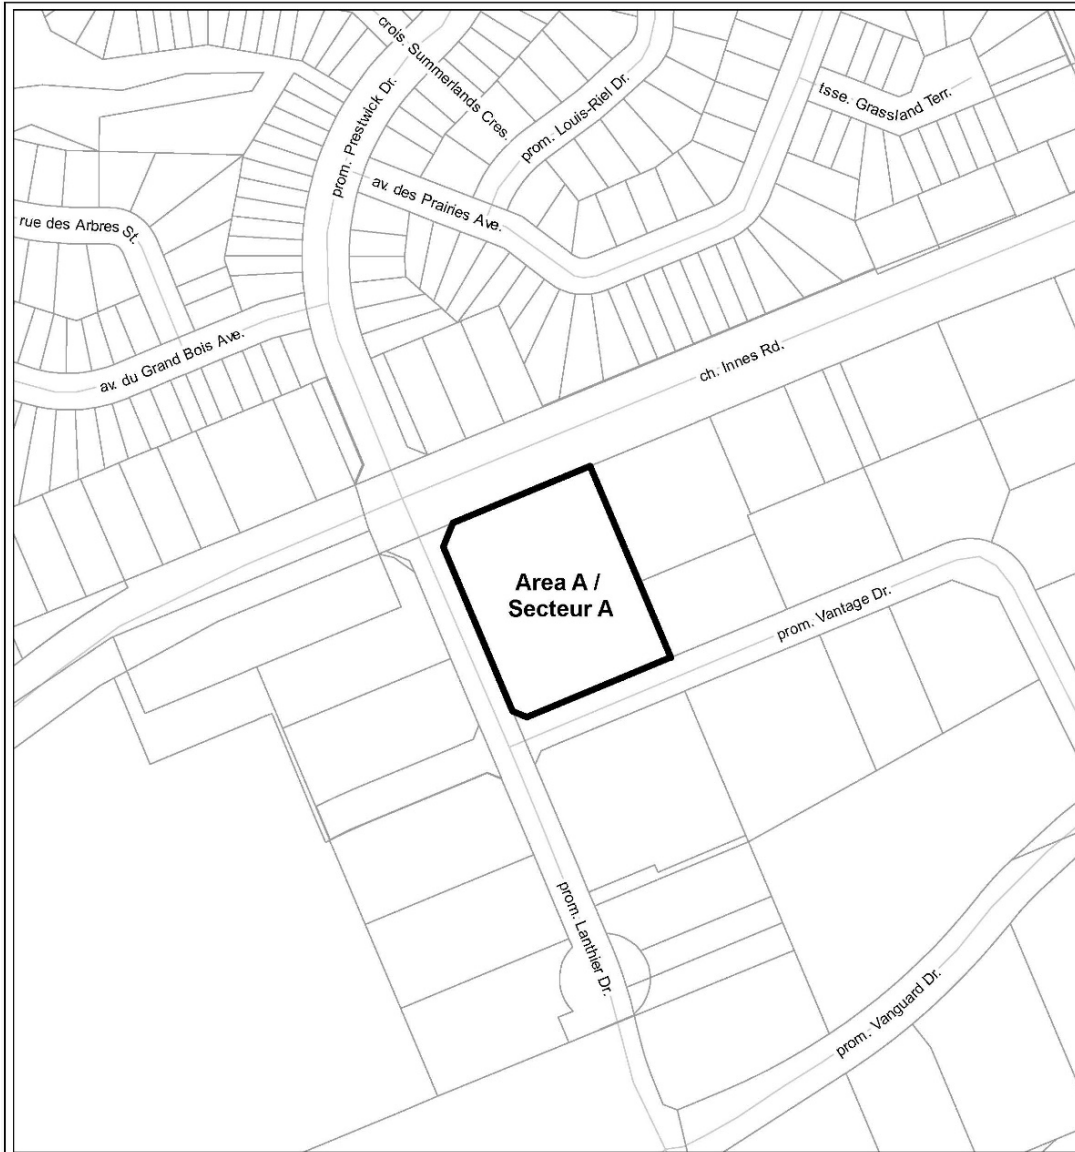 crois. Summerlands Cres.
prom. Prestwick Dr.
prom. Louis-Riel Dr.
tsse. Grassland Terr.
av. des Prairies Ave.
rue des Arbres St.
av. du Grand Bois Ave.
ch. Innes Rd.
Area A /
Secteur A
prom. Vantage Dr.
prom. Lanthier Dr.
prom. Vanguard Dr.